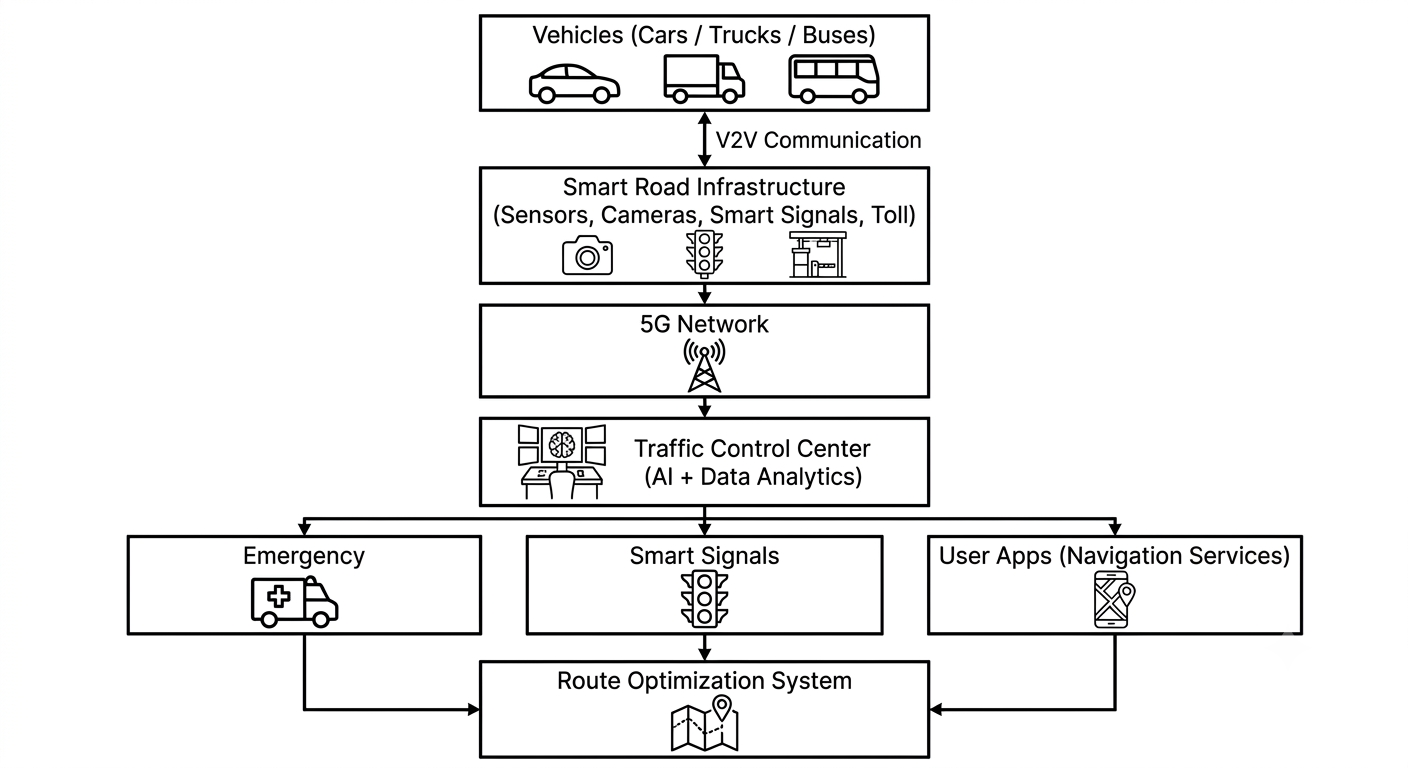 Vehicles (Cars / Trucks / Buses)
V2V Communication
Smart Road Infrastructure
(Sensors, Cameras, Smart Signals, Toll)
5G Network
Traffic Control Center
(AI + Data Analytics)
Emergency
Smart Signals
User Apps (Navigation Services)
Route Optimization System